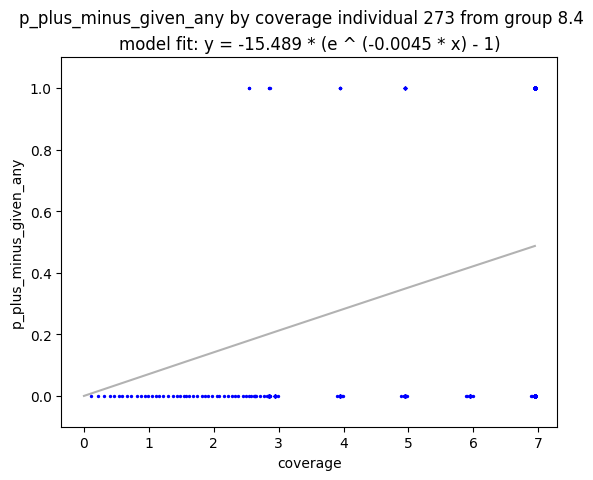 p_plus_minus_given_any by coverage individual 273 from group 8.4
model fit: y = -15.489 * (e ^ (-0.0045 * x) - 1)
p_plus_minus_given_any
1.0
0.8
0.6
0.4
0.2
0.0
0 1 2 3 4 5 6 7
coverage